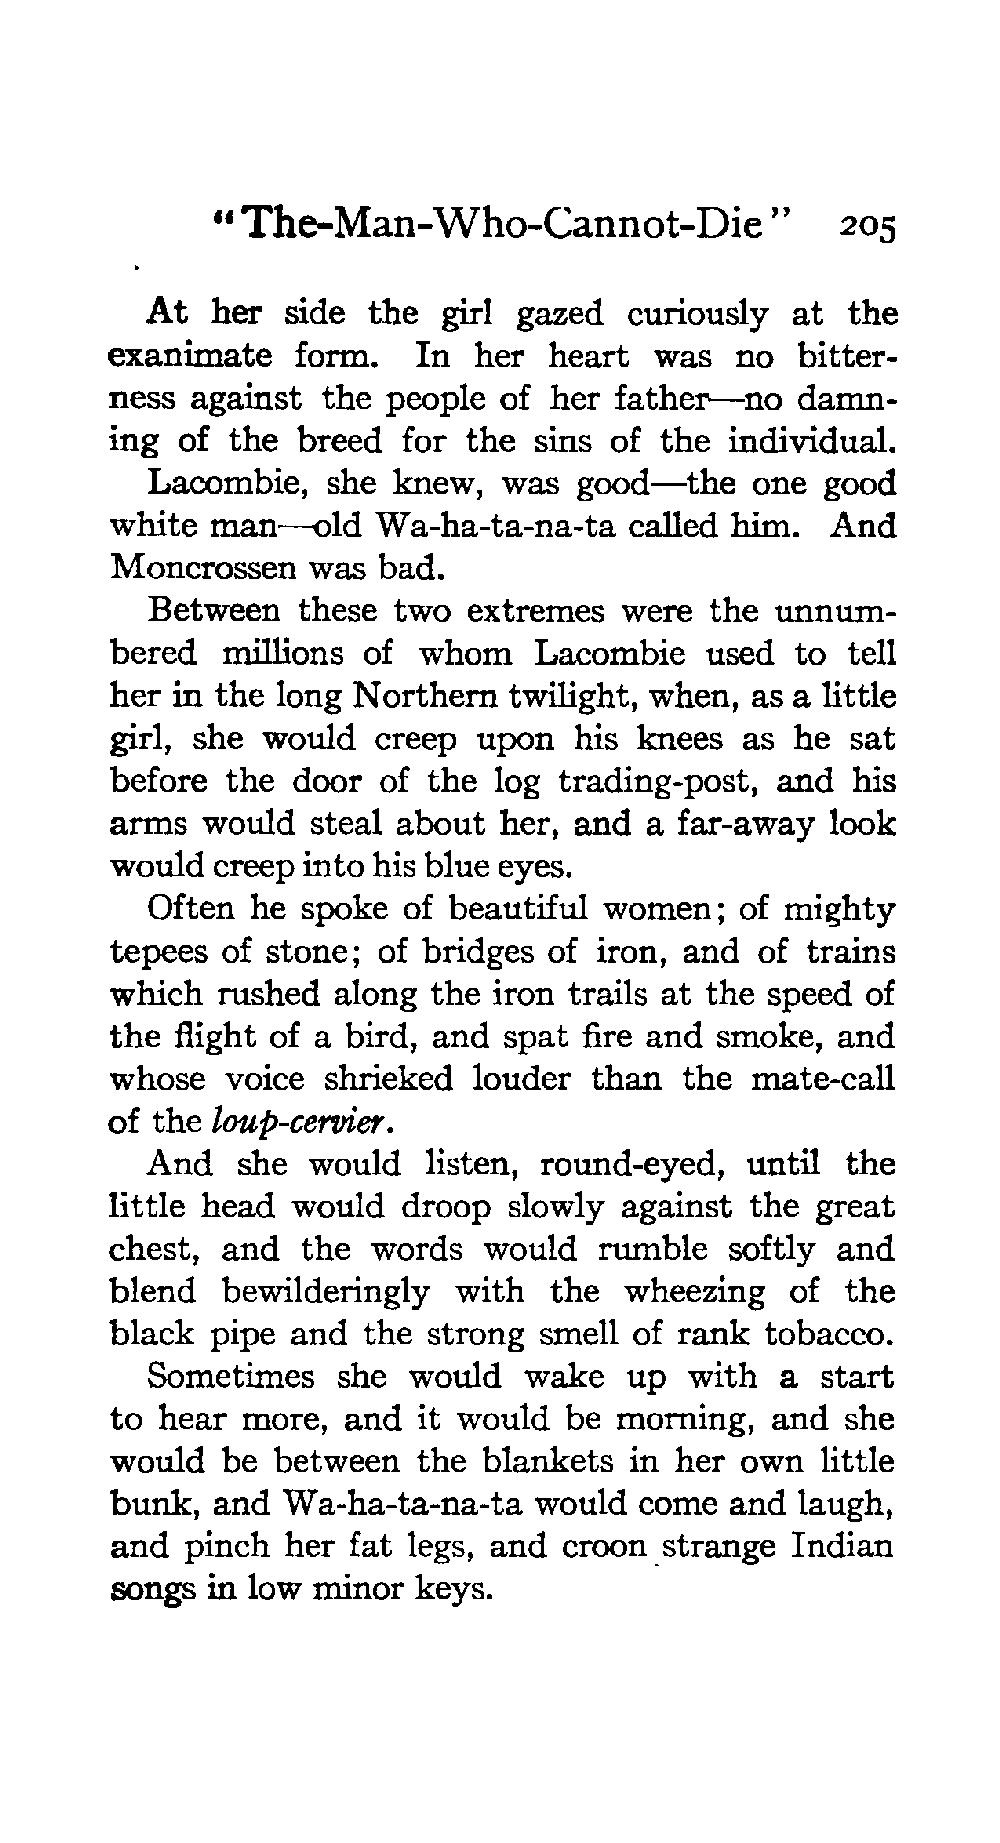 "The-Man-Who-Cannot-Die" 205
At her side the girl gazed curiously at the
exanimate form. In her heart was no bitter-
ness against the people of her father—no damn-
ing of the breed for the sins of the individual.
Lacombie, she knew, was good—the one good
white man—old Wa-ha-ta-na-ta called him. And
Moncrossen was bad.
Between these two extremes were the unnum-
bered millions of whom Lacombie used to tell
her in the long Northern twilight, when, as a little
girl, she would creep upon his knees as he sat
before the door of the log trading-post, and his
arms would steal about her, and a far-away look
would creep into his blue eyes.
Often he spoke of beautiful women; of mighty
tepees of stone; of bridges of iron, and of trains
which rushed along the iron trails at the speed of
the flight of a bird, and spat fire and smoke, and
whose voice shrieked louder than the mate-call
of the loup-cervier.
And she would listen, round-eyed, until the
little head would droop slowly against the great
chest, and the words would rumble softly and
blend bewilderingly with the wheezing of the
black pipe and the strong smell of rank tobacco.
Sometimes she would wake up with a start
to hear more, and it would be morning, and she
would be between the blankets in her own little
bunk, and Wa-ha-ta-na-ta would come and laugh,
and pinch her fat legs, and croon strange Indian
songs in low minor keys.